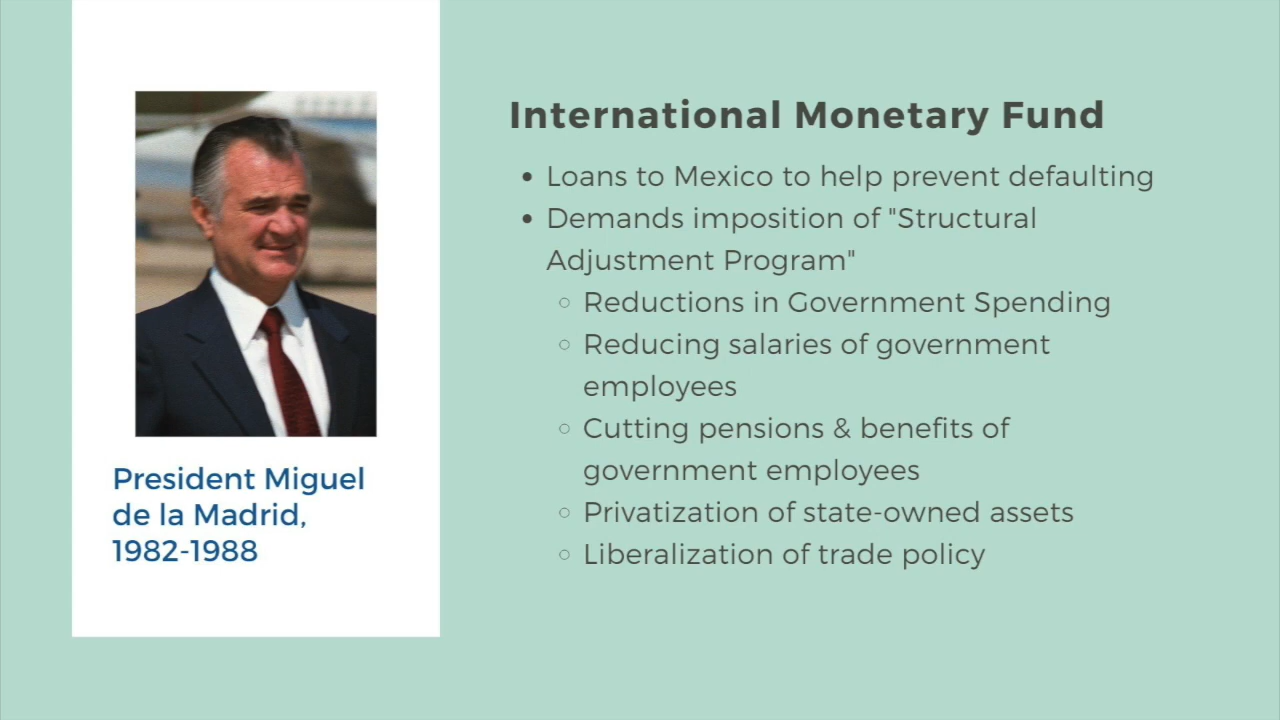 International Monetary Fund
• Loans to Mexico to help prevent defaulting
• Demands imposition of "Structural
Adjustment Program"
◦ Reductions in Government Spending
◦ Reducing salaries of government
employees
◦ Cutting pensions & benefits of
government employees
◦ Privatization of state-owned assets
◦ Liberalization of trade policy
President Miguel
de la Madrid,
1982-1988